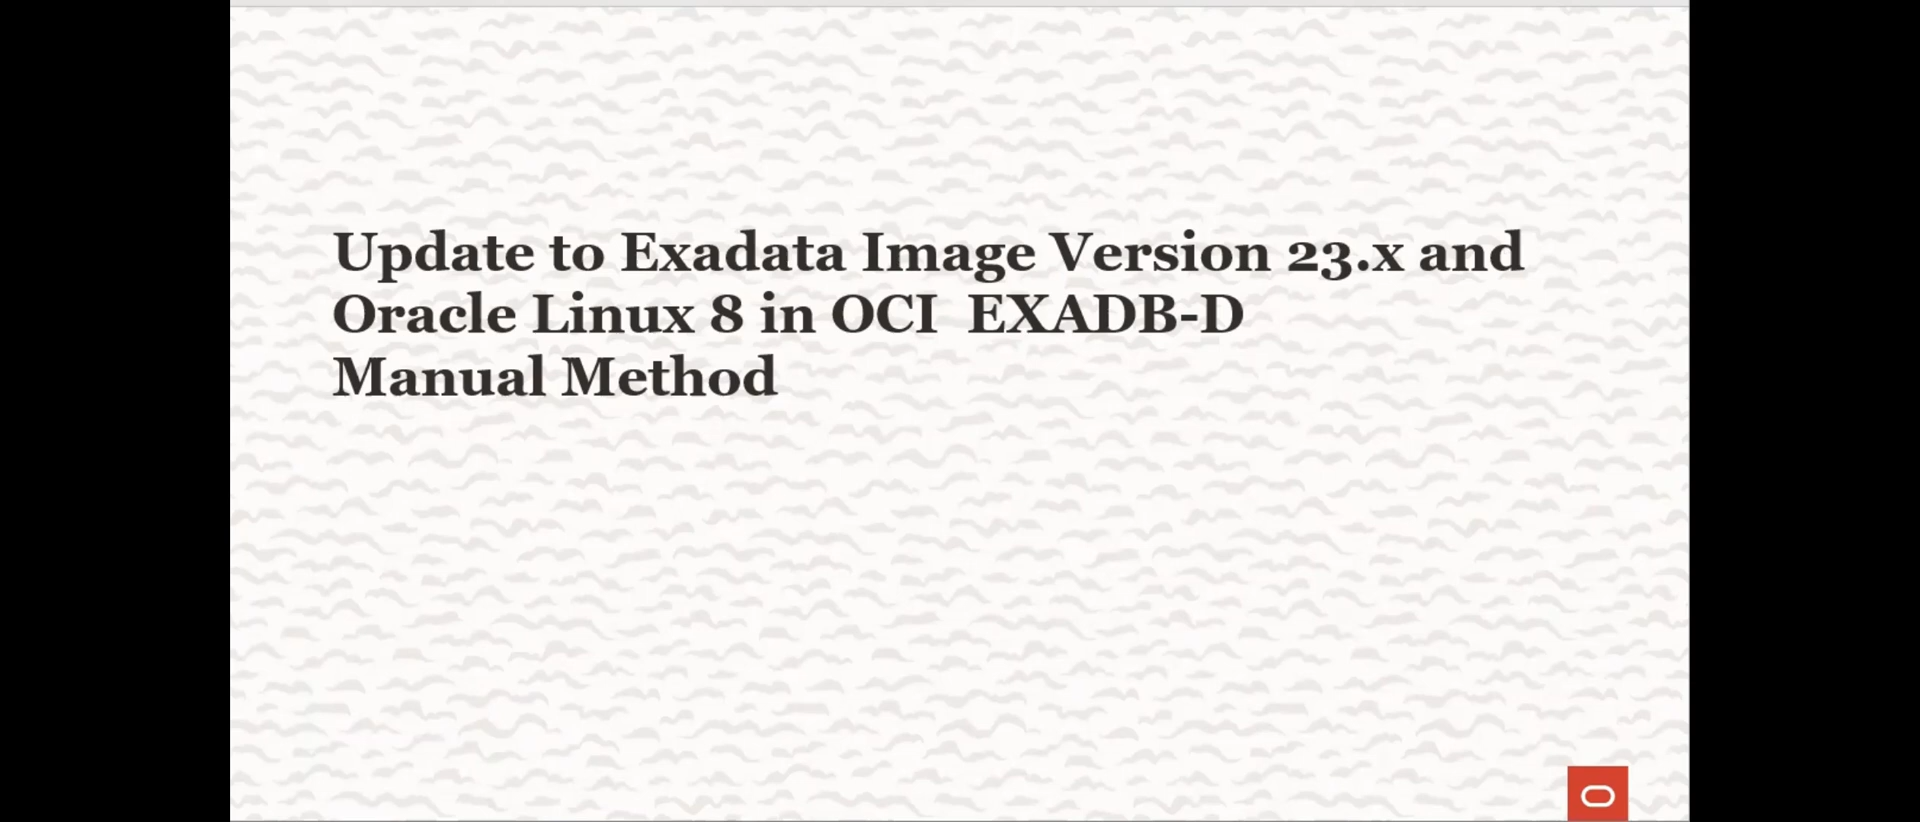 Update to Exadata Image Version 23.x and
Oracle Linux 8 in OCI  EXADB-D
Manual Method